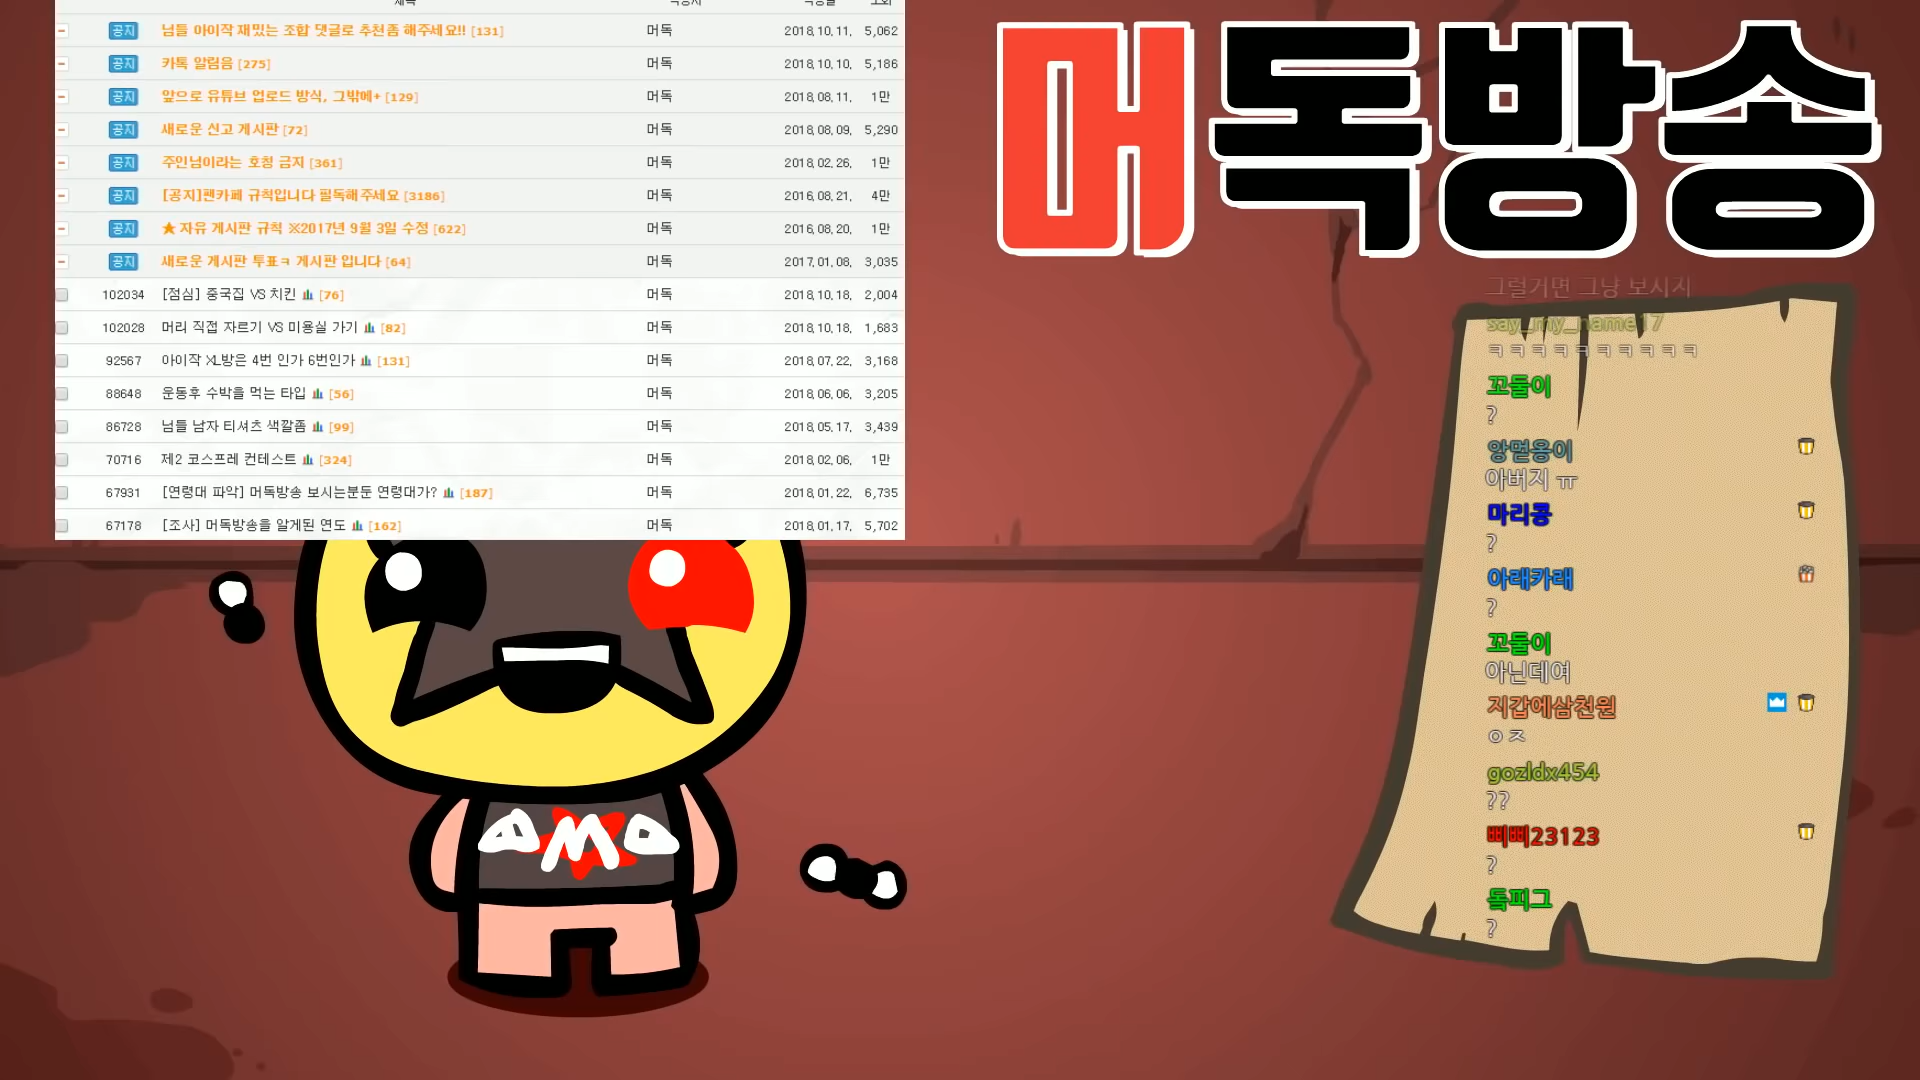 공지 님들 아이작 재밌는 조합 댓글로 추천좀 해주세요!! [131] 머독 2018.10.11. 5,062
공지 카톡 알림음 [275] 머독 2018.10.10. 5,186
공지 앞으로 유튜브 업로드 방식, 그밖에+ [129] 머독 2018.08.11. 1만
공지 새로운 신고 게시판 [72] 머독 2018.08.09. 5,290
공지 주인님이라는 호칭 금지 [361] 머독 2018.02.26. 1만
공지 [공지]팬카페 규칙입니다 필독해주세요 [3186] 머독 2016.08.21. 4만
공지 ★ 자유 게시판 규칙 ※2017년 9월 3일 수정 [622] 머독 2016.08.20. 1만
공지 새로운 게시판 투표ㅋ 게시판 입니다 [64] 머독 2017.01.08. 3,035
102034 [점심] 중국집 VS 치킨 [76] 머독 2018.10.18. 2,004
102028 머리 직접 자르기 VS 미용실 가기 [82] 머독 2018.10.18. 1,683
92567 아이작 XL방은 4번 인가 6번인가 [131] 머독 2018.07.22. 3,168
88648 운동후 수박을 먹는 타입 [56] 머독 2018.06.06. 3,205
86728 님들 남자 티셔츠 색깔좀 [99] 머독 2018.05.17. 3,439
70716 제2 코스프레 컨테스트 [324] 머독 2018.02.06. 1만
67931 [연령대 파악] 머독방송 보시는분둔 연령대가? [187] 머독 2018.01.22. 6,735
67178 [조사] 머독방송을 알게된 연도 [162] 머독 2018.01.17. 5,702
머독방송
그럴거면 그냥 보시지
say_my_name17
ㅋㅋㅋㅋㅋㅋㅋㅋㅋㅋ
꼬둘이
?
앙면용이
아버지 ㅠ
마리콩
?
아래카래
?
꼬둘이
아닌데여
지갑에삼천원
ㅇㅈ
gozldx454
??
삐삐23123
?
돌피그
?